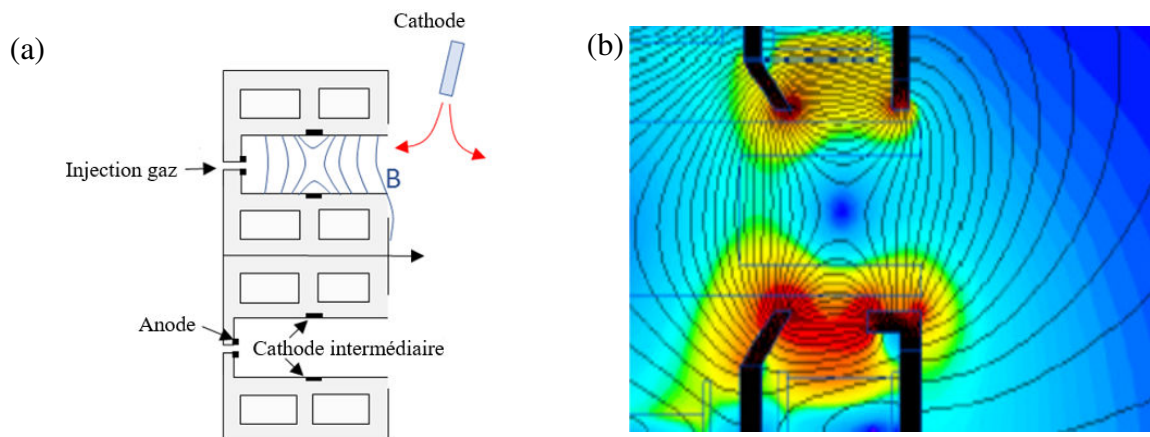 (a)
Cathode
Injection gaz
B
Anode
Cathode intermédiaire
(b)